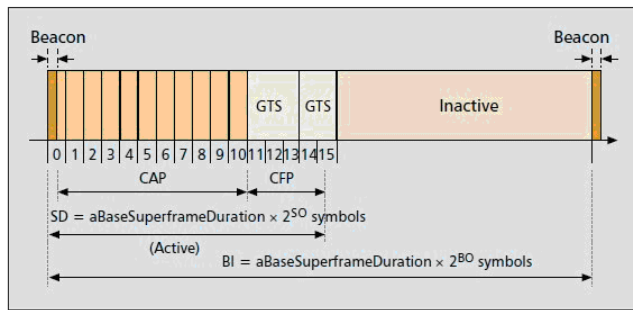 Beacon Beacon
GTS GTS Inactive
0 1 2 3 4 5 6 7 8 9 10 11 12 13 14 15
CAP CFP
SD = aBaseSuperframeDuration × 2^SO symbols
(Active)
BI = aBaseSuperframeDuration × 2^BO symbols